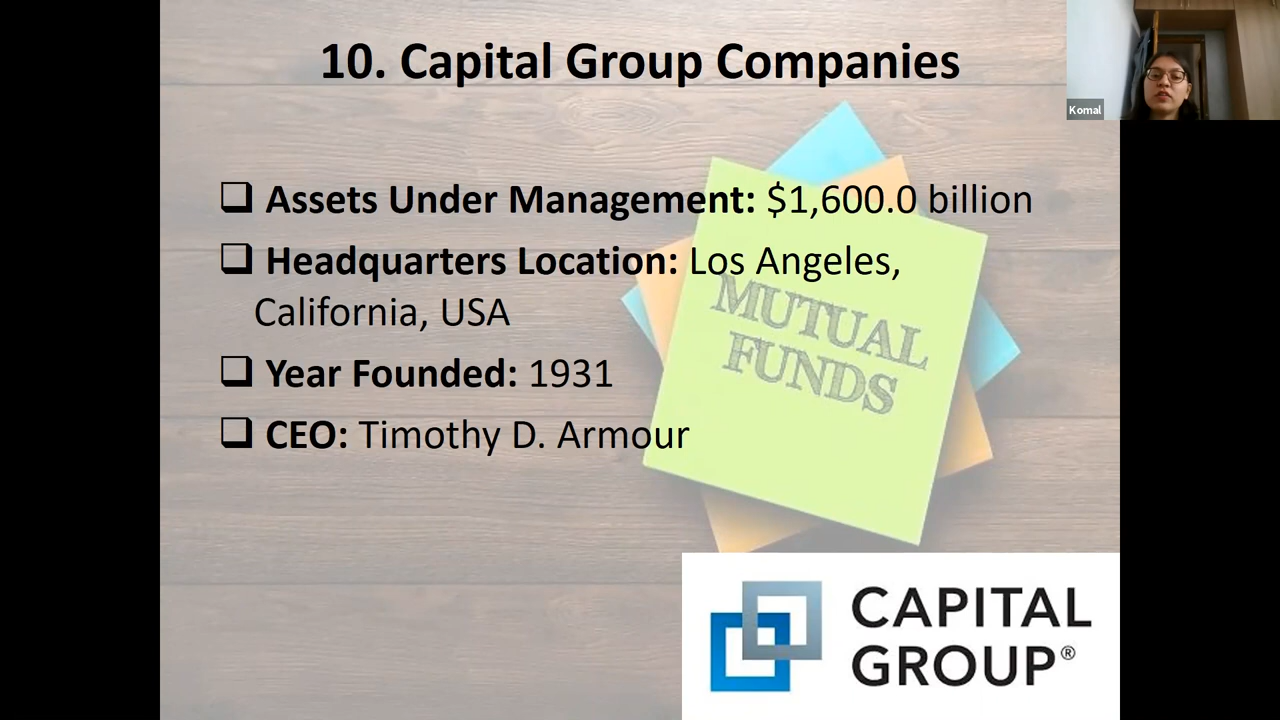 10. Capital Group Companies
Komal
Assets Under Management: $1,600.0 billion
Headquarters Location: Los Angeles,
California, USA
Year Founded: 1931
CEO: Timothy D. Armour
MUTUAL
FUNDS
CAPITAL
GROUP®